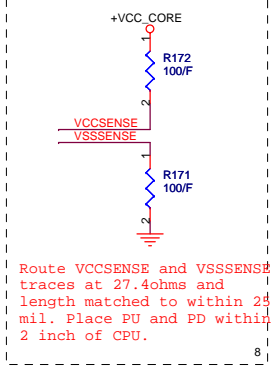 +VCC_CORE
1
R172
100/F
2
VCCSENSE
VSSSENSE
1
R171
100/F
2
Route VCCSENSE and VSSSENSE
traces at 27.4ohms and
length matched to within 25
mil. Place PU and PD within
2 inch of CPU.
8